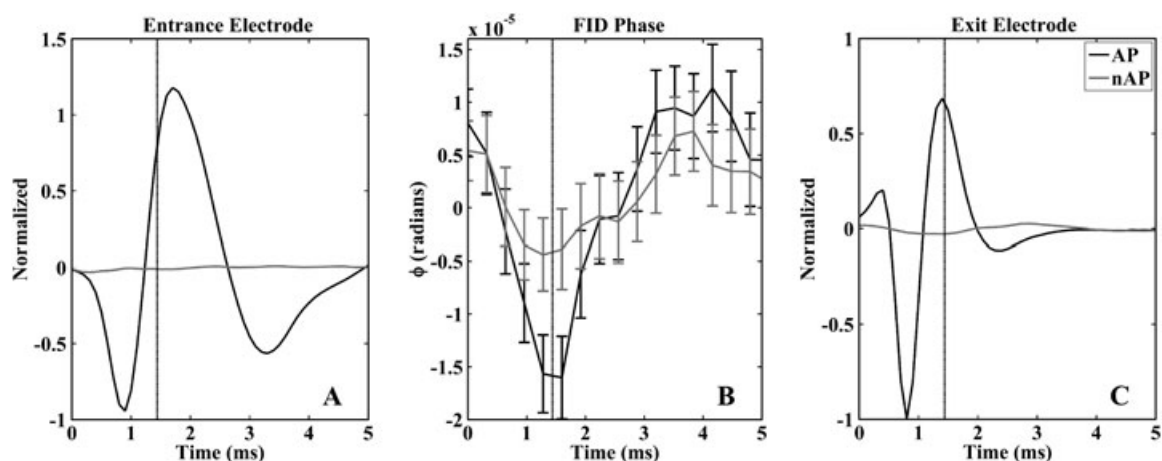 Entrance Electrode
1.5
1
0.5
0
-0.5
-1
0 1 2 3 4 5
Time (ms)
Normalized
A
FID Phase
x 10^-5
1.5
1
0.5
0
-0.5
-1
-1.5
-2
0 1 2 3 4 5
Time (ms)
ϕ (radians)
B
Exit Electrode
1
0.5
0
0.5
-1
0 1 2 3 4 5
Time (ms)
Normalized
AP
nAP
C